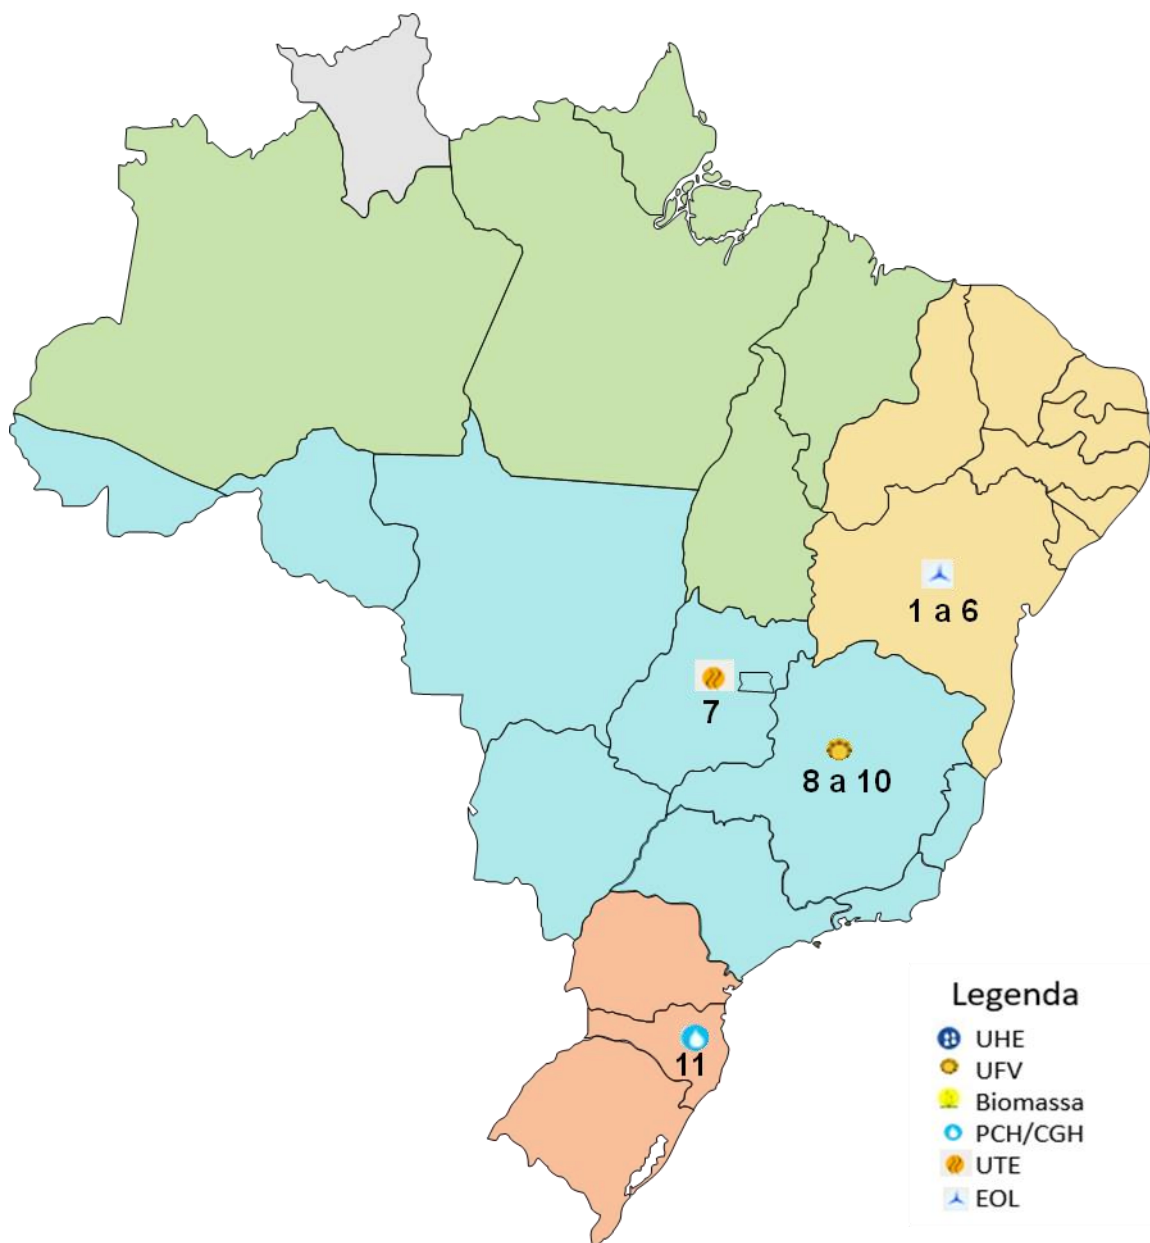 1 a 6
7
8 a 10
11
Legenda
UHE
UFV
Biomassa
PCH/CGH
UTE
EOL